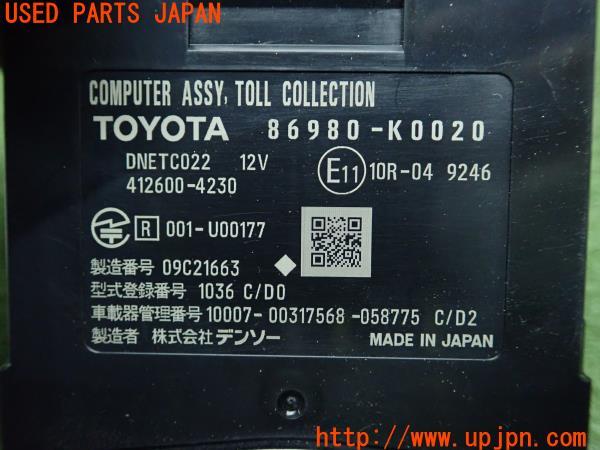 USED PARTS JAPAN
COMPUTER ASSY, TOLL COLLECTION
TOYOTA 86980-K0020
DNETC022 12V
412600-4230
E11 10R-04 9246
R 001-U00177
製造番号 09C21663
型式登録番号 1036 C/D0
車載器管理番号 10007-00317568-058775 C/D2
製造者 株式会社デンソー MADE IN JAPAN
http://www.upjpn.com